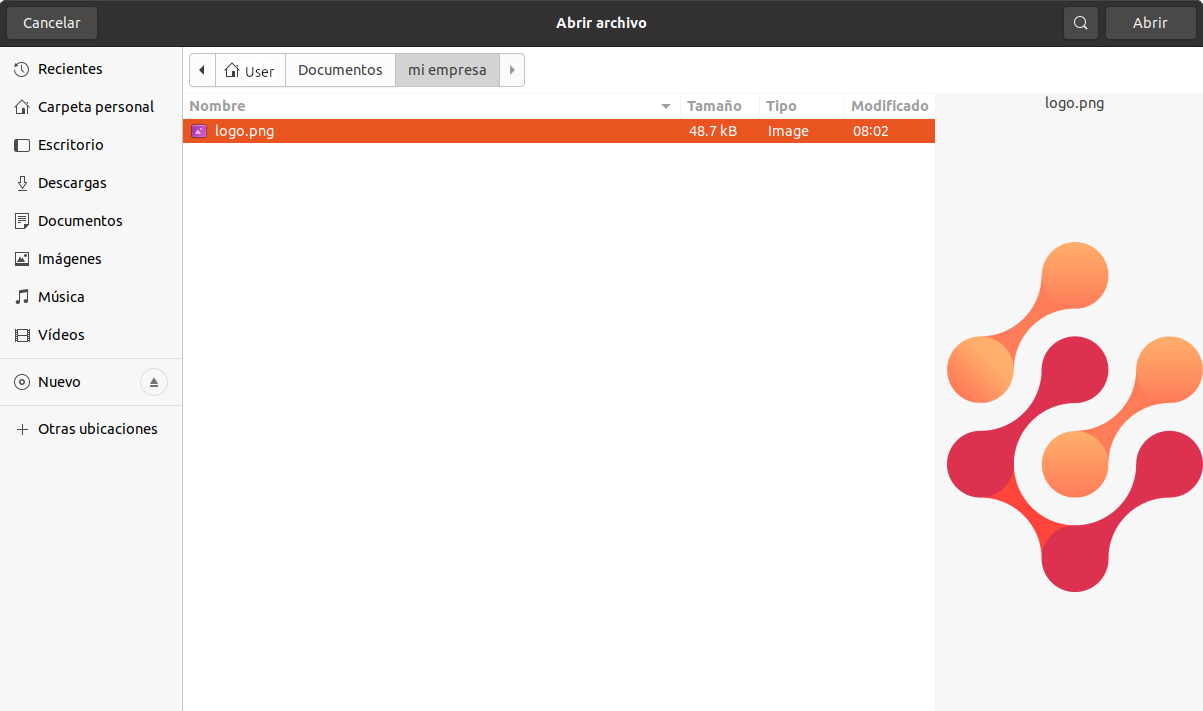 Cancelar Abrir archivo Abrir
Recientes
Carpeta personal
Escritorio
Descargas
Documentos
Imágenes
Música
Vídeos
Nuevo
Otras ubicaciones
User Documentos mi empresa
Nombre Tamaño Tipo Modificado
logo.png 48.7 kB Image 08:02
logo.png